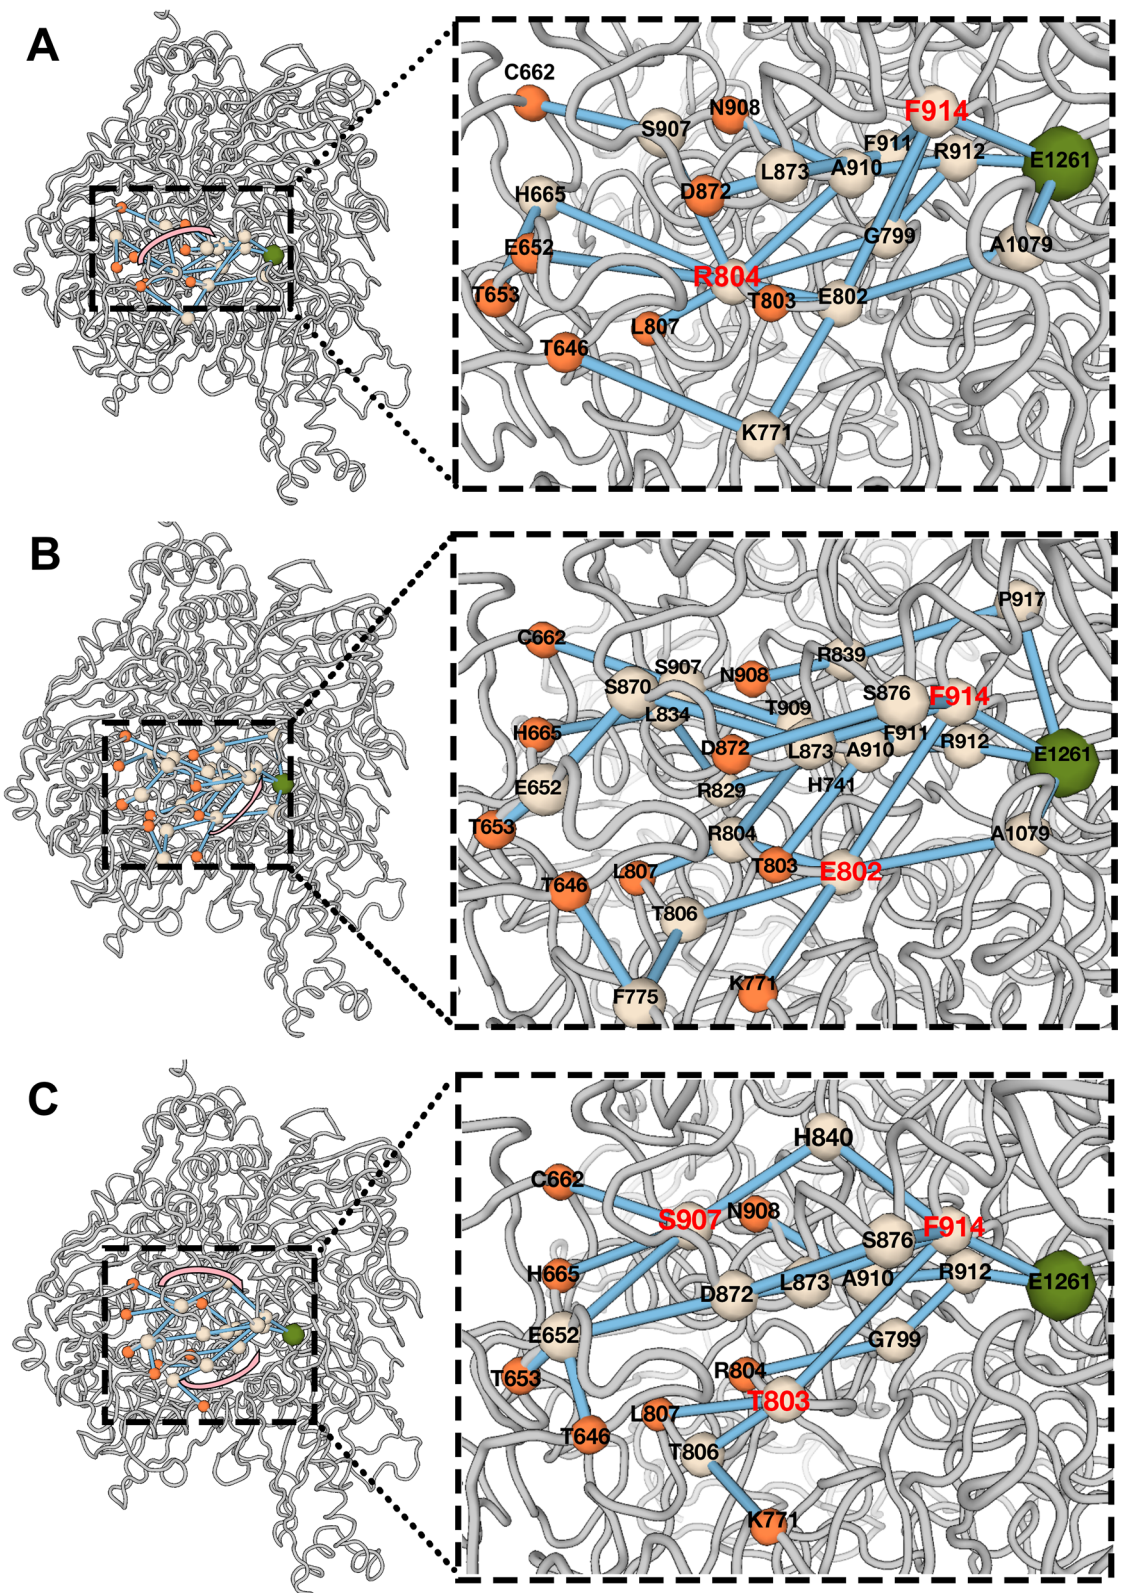 A
C662
N908
F914
S907
F911
R912
L873
A910
E1261
H665
D872
E652
G799
A1079
R804
T653
T803
E802
L807
T646
K771
B
P917
C662
R839
S907
N908
S870
S876
F914
L834
T909
H665
D872
L873
A910
F911
R912
E1261
E652
R829
H741
T653
R804
A1079
L807
T803
E802
T646
T806
K771
F775
C
H840
C662
S907
N908
F914
S876
H665
L873
A910
R912
E1261
D872
E652
G799
T653
R804
T803
L807
T646
T806
K771